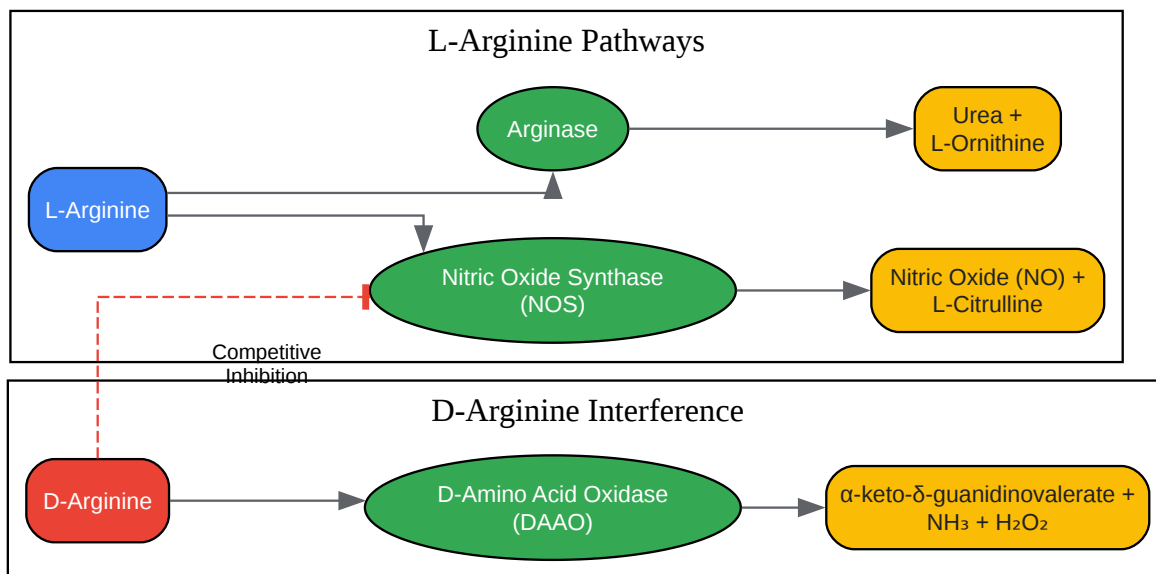 L-Arginine Pathways
Arginase
Urea +
L-Ornithine
L-Arginine
Nitric Oxide Synthase
(NOS)
Nitric Oxide (NO) +
L-Citrulline
Competitive
Inhibition
D-Arginine Interference
D-Arginine
D-Amino Acid Oxidase
(DAAO)
α-keto-δ-guanidinovalerate +
NH₃ + H₂O₂